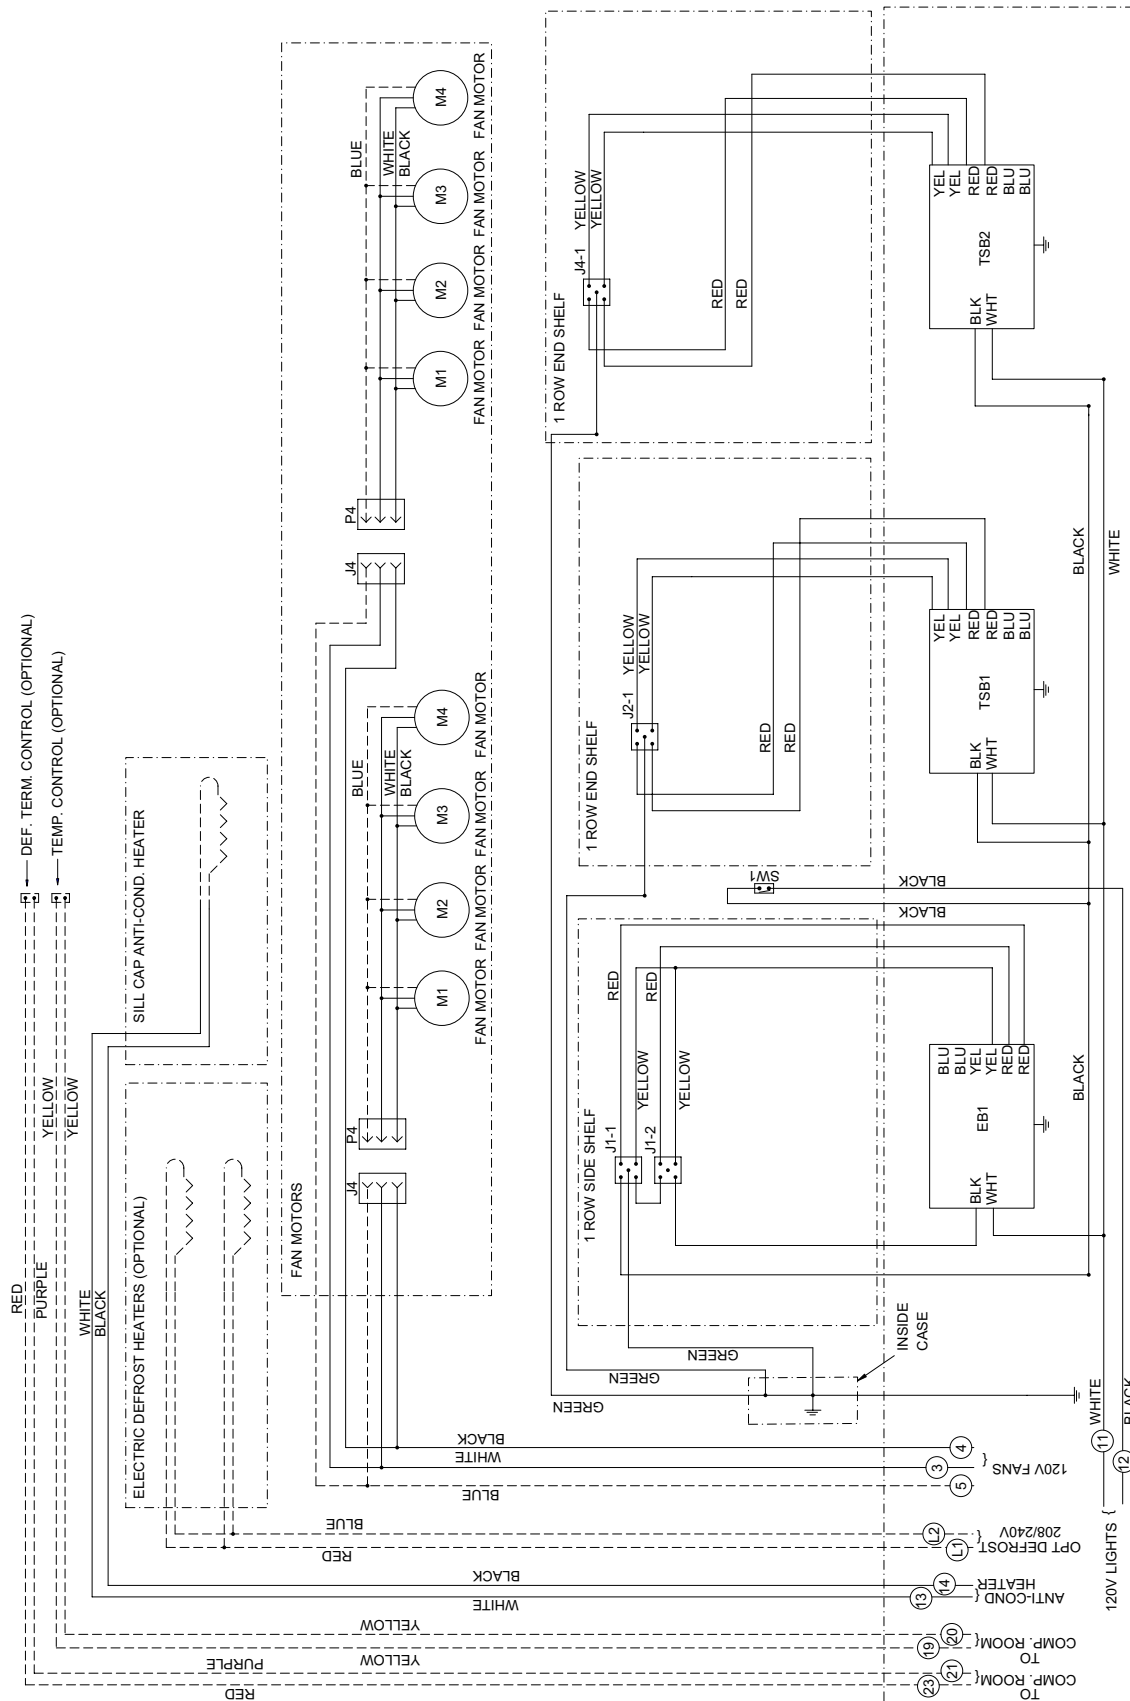 DEF. TERM. CONTROL (OPTIONAL)
TEMP. CONTROL (OPTIONAL)
RED
PURPLE
YELLOW
YELLOW
WHITE
BLACK
SILL CAP ANTI-COND. HEATER
ELECTRIC DEFROST HEATERS (OPTIONAL)
FAN MOTORS
J4
P4
BLUE
WHITE
BLACK
M1
M2
M3
M4
FAN MOTOR
FAN MOTOR
FAN MOTOR
FAN MOTOR
J4
P4
BLUE
WHITE
BLACK
M1
M2
M3
M4
FAN MOTOR
FAN MOTOR
FAN MOTOR
FAN MOTOR
1 ROW SIDE SHELF
J1-1
J1-2
RED
YELLOW
RED
YELLOW
1 ROW END SHELF
J2-1
YELLOW
YELLOW
RED
RED
1 ROW END SHELF
J4-1
YELLOW
YELLOW
RED
RED
SW1
BLACK
BLACK
GREEN
GREEN
GREEN
INSIDE
CASE
BLK
WHT
EB1
BLU
BLU
YEL
YEL
RED
RED
BLK
WHT
TSB1
YEL
YEL
RED
RED
BLU
BLU
BLK
WHT
TSB2
YEL
YEL
RED
RED
BLU
BLU
BLACK
BLACK
WHITE
WHITE
BLACK
11
12
120V LIGHTS {
BLACK
WHITE
BLUE
4
3
5
120V FANS {
BLUE
RED
L2
L1
OPT DEFROST
208/240V {
BLACK
WHITE
14
13
ANTI-COND {
HEATER
YELLOW
YELLOW
20
19
TO
COMP. ROOM {
PURPLE
RED
21
23
TO
COMP. ROOM {